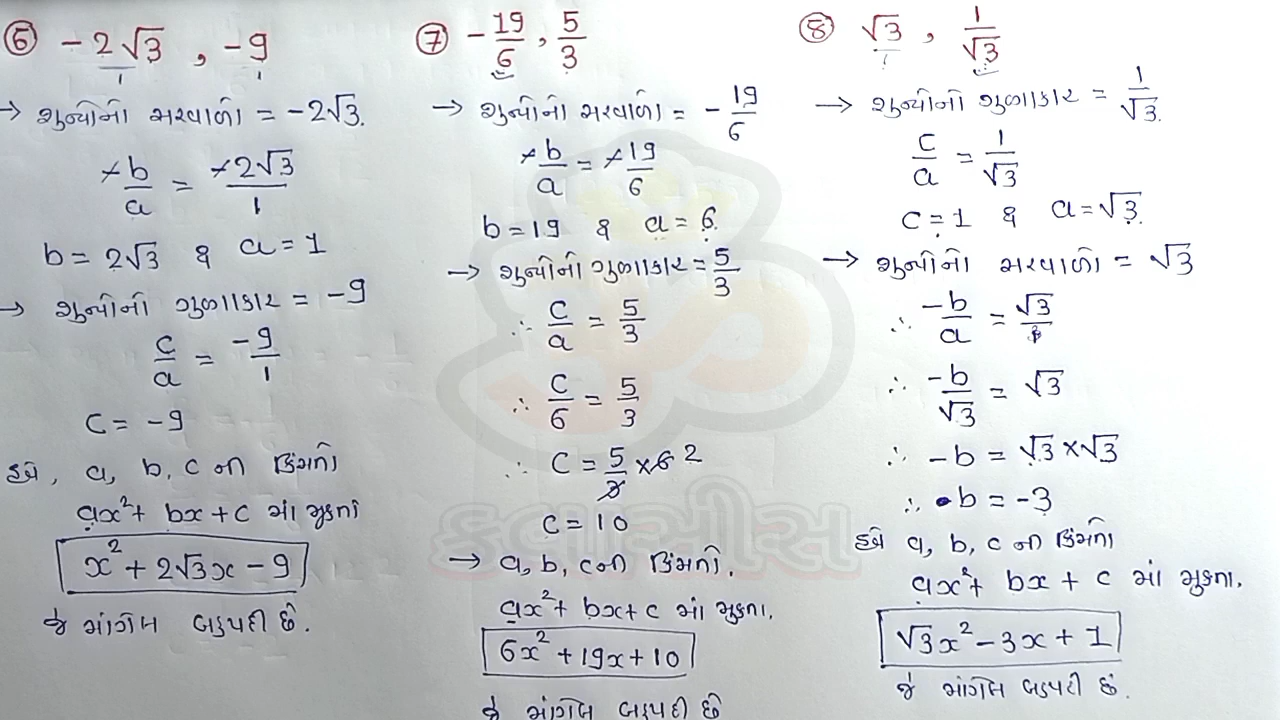 ⑥ -2√3 , -9
→ શૂન્યોનો સરવાળો = -2√3.
-b/a = -2√3/1
b = 2√3 & a = 1
→ શૂન્યોનો ગુણાકાર = -9
c/a = -9/1
c = -9
હવે, a, b, c ની કિંમતો
ax²+ bx + c માં મુકતાં
x² + 2√3x - 9
જે માંગેલ બહુપદી છે.
⑦ -19/6 , 5/3
→ શૂન્યોનો સરવાળો = -19/6
-b/a = -19/6
b = 19 & a = 6.
→ શૂન્યોનો ગુણાકાર = 5/3
∴ c/a = 5/3
∴ c/6 = 5/3
∴ c = 5/3 × 6 2
c = 10
→ a, b, c ની કિંમતો.
ax²+ bx + c માં મુકતા.
6x² + 19x + 10
જે માંગેલ બહુપદી છે
⑧ √3 , 1/√3
→ શૂન્યોનો ગુણાકાર = 1/√3.
c/a = 1/√3
c = 1 & a = √3.
→ શૂન્યોનો સરવાળો = √3
∴ -b/a = √3/1
∴ -b/√3 = √3
∴ -b = √3 × √3
∴ b = -3
હવે a, b, c ની કિંમતો
ax²+ bx + c માં મુકતા.
√3x² - 3x + 1
જે માંગેલ બહુપદી છે.
કલાસીસ